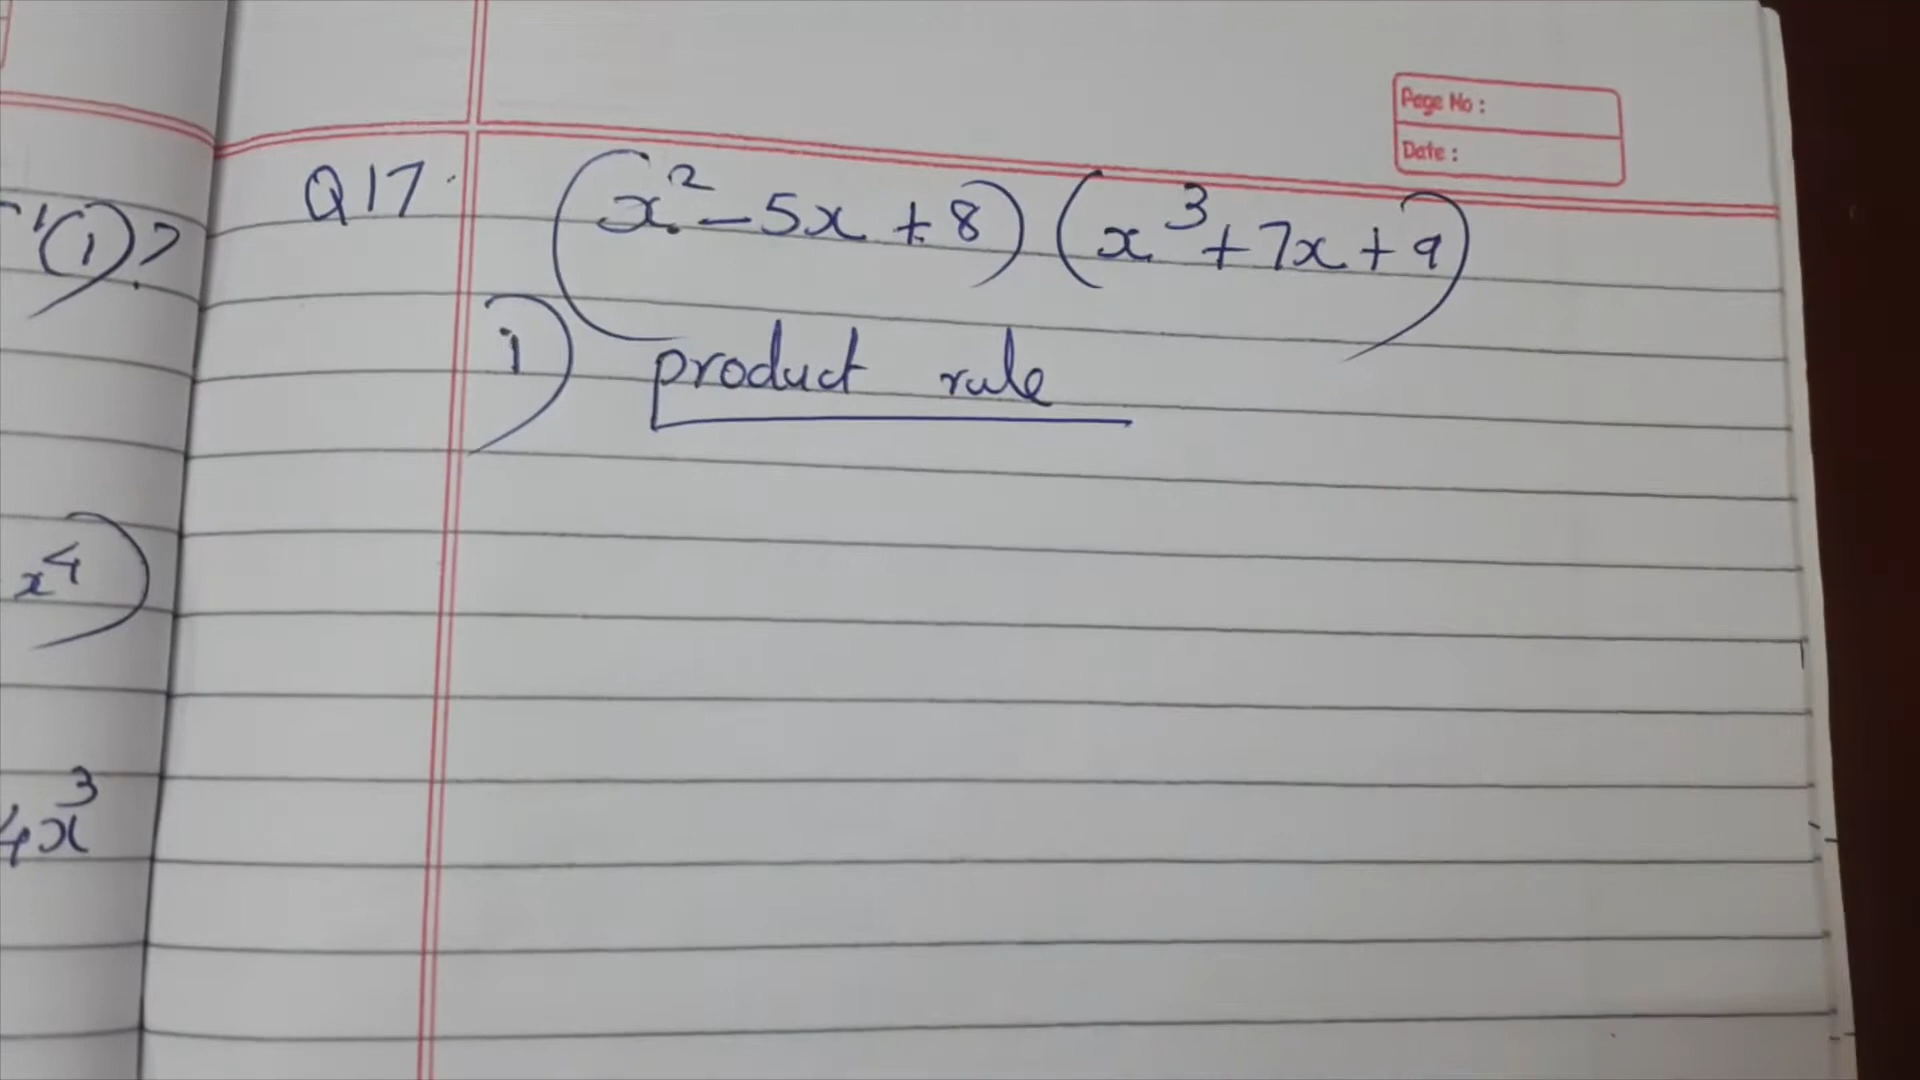 Page No :
Date :
Q17. (x² - 5x + 8) (x³ + 7x + 9)
i) product rule
'(1)?
x⁴)
4x³